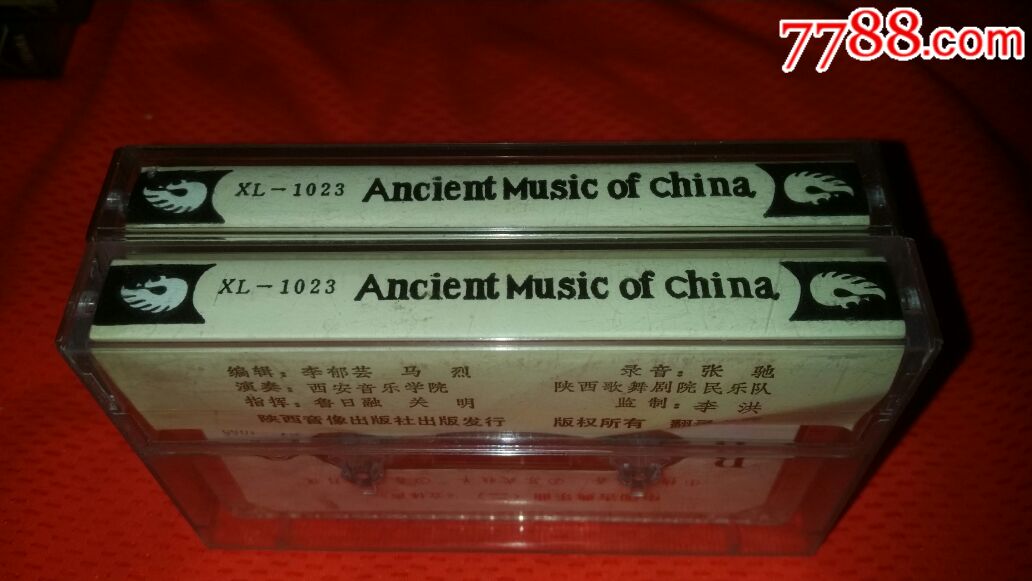 7788.com
XL-1023 Ancient Music of China
XL-1023 Ancient Music of China
编辑：李郁芸 马 烈 录音：张 驰
演奏：西安音乐学院 陕西歌舞剧院民乐队
指挥：鲁日融 关 明 监制：李 洪
陕西音像出版社出版发行 版权所有 翻录